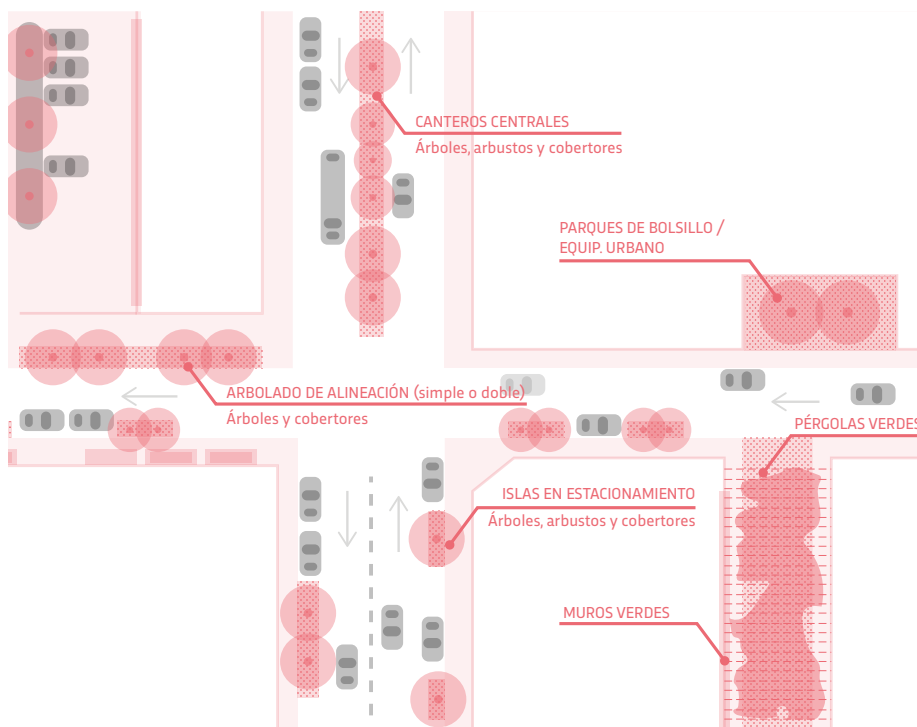 CANTEROS CENTRALES
Árboles, arbustos y cobertores
PARQUES DE BOLSILLO /
EQUIP. URBANO
ARBOLADO DE ALINEACIÓN (simple o doble)
Árboles y cobertores
PÉRGOLAS VERDES
ISLAS EN ESTACIONAMIENTO
Árboles, arbustos y cobertores
MUROS VERDES